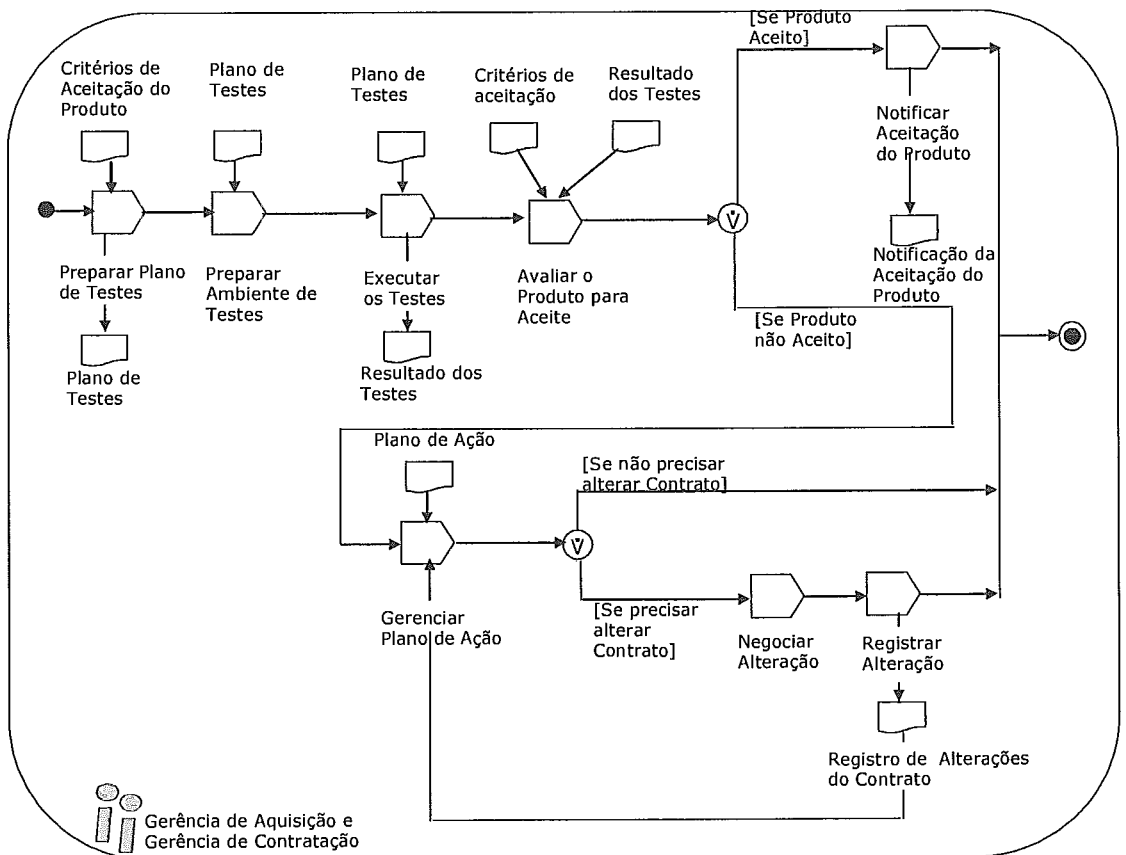 [Se Produto
Aceito]
Critérios de
Aceitação do
Produto
Plano de
Testes
Plano de
Testes
Critérios de
aceitação
Resultado
dos Testes
Notificar
Aceitação
do Produto
V
Preparar Plano
de Testes
Preparar
Ambiente de
Testes
Executar
os Testes
Avaliar o
Produto para
Aceite
Notificação da
Aceitação do
Produto
[Se Produto
não Aceito]
Plano de
Testes
Resultado dos
Testes
Plano de Ação
[Se não precisar
alterar Contrato]
V
Gerenciar
Plano de Ação
[Se precisar
alterar
Contrato]
Negociar
Alteração
Registrar
Alteração
Registro de Alterações
do Contrato
Gerência de Aquisição e
Gerência de Contratação